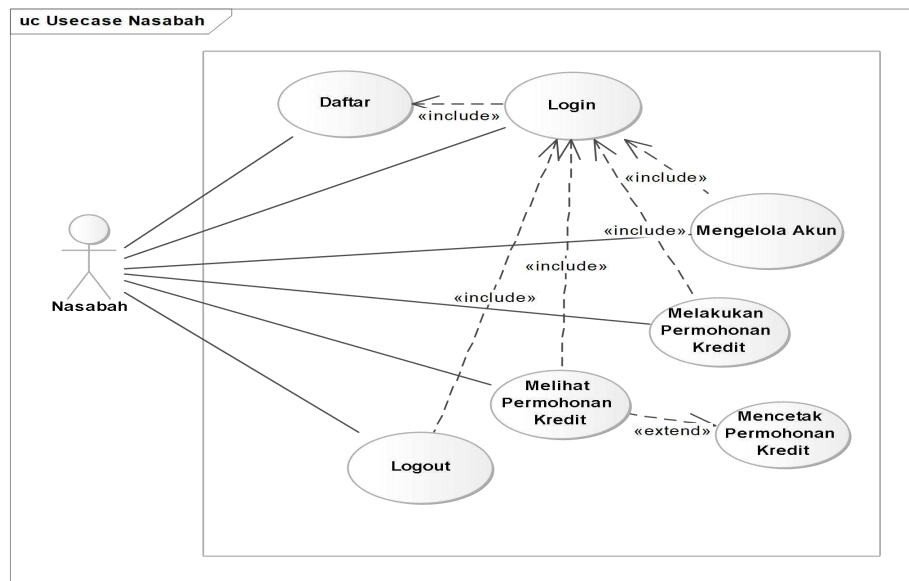 uc Usecase Nasabah
Daftar
Login
«include»
«include»
Mengelola Akun
«include»
«include»
«include»
Nasabah
Melakukan
Permohonan
Kredit
Melihat
Permohonan
Kredit
Mencetak
Permohonan
Kredit
«extend»
Logout